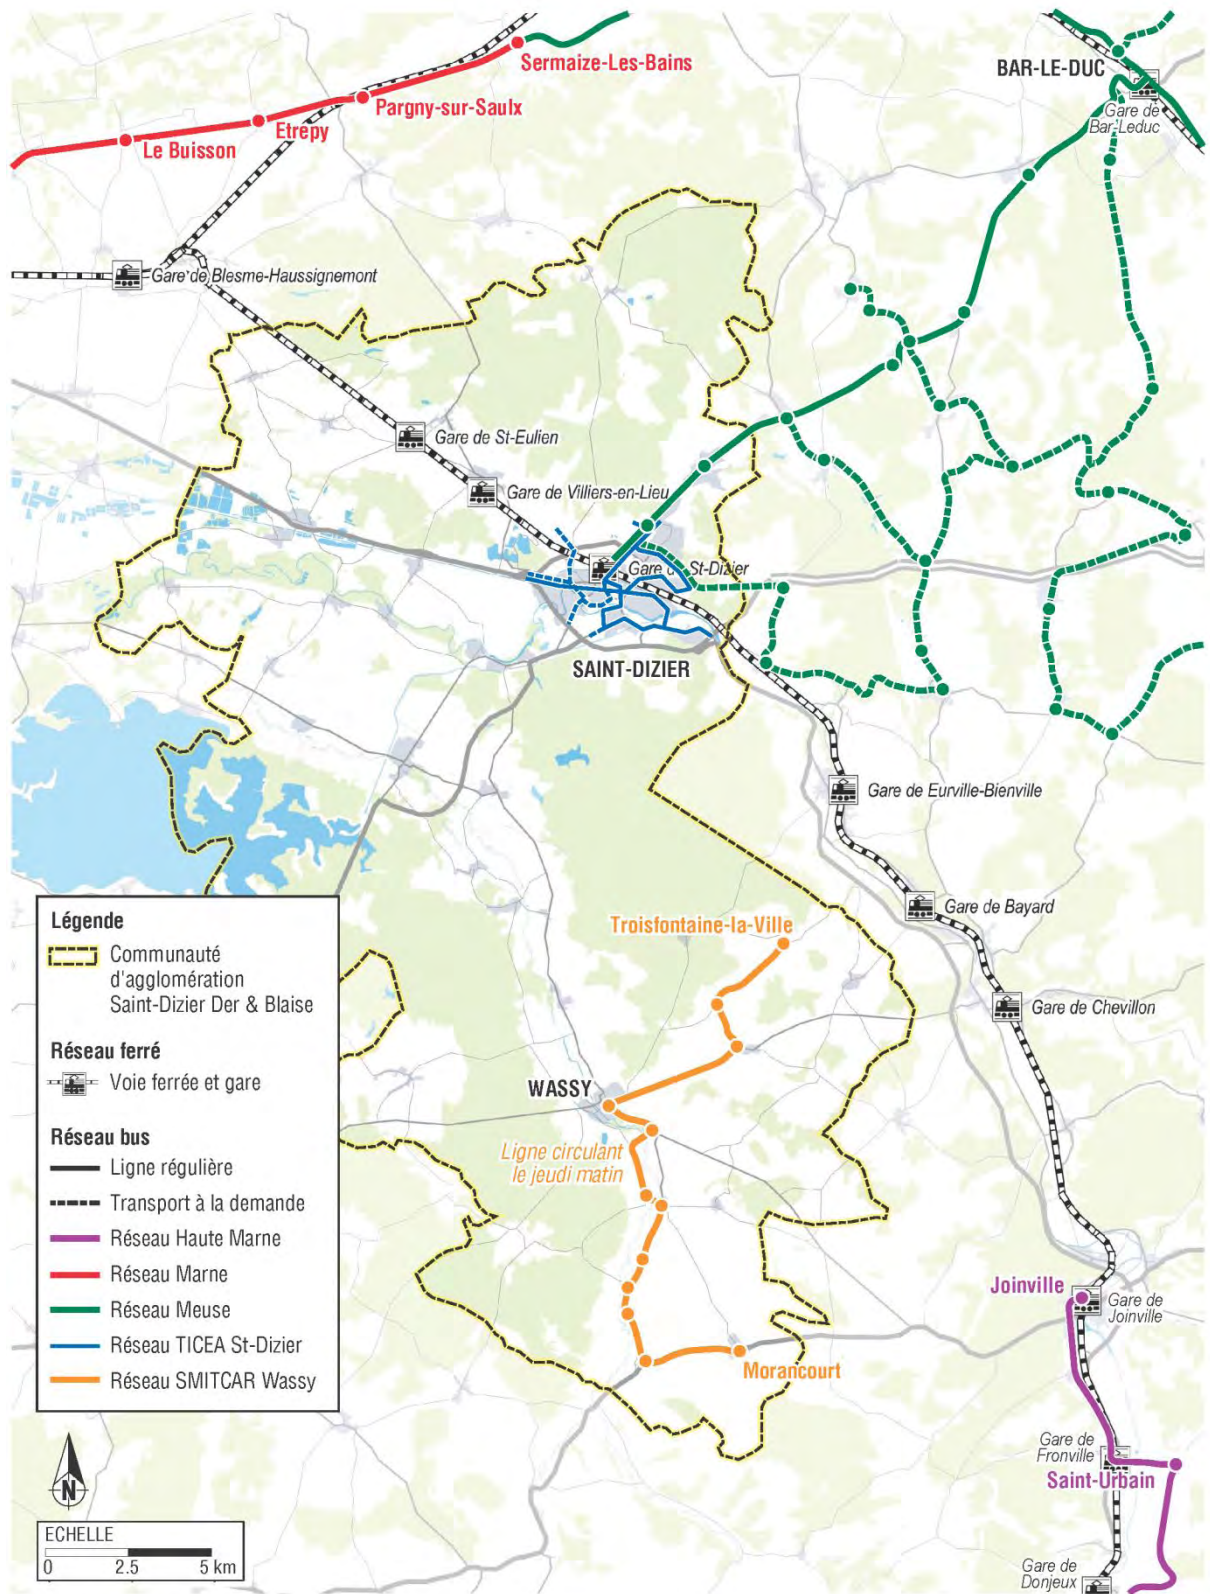 Sermaize-Les-Bains
BAR-LE-DUC
Pargny-sur-Saulx
Gare de
Bar-Leduc
Etrepy
Le Buisson
Gare de Blesme-Haussignemont
Gare de St-Eulien
Gare de Villiers-en-Lieu
Gare d St-Dizier
SAINT-DIZIER
Gare de Eurville-Bienville
Gare de Bayard
Troisfontaine-la-Ville
Gare de Chevillon
WASSY
Ligne circulant
le jeudi matin
Joinville
Gare de
Joinville
Morancourt
Gare de
Fronville
Saint-Urbain
Gare de
Donjeux
Légende
Communauté
d'agglomération
Saint-Dizier Der & Blaise
Réseau ferré
Voie ferrée et gare
Réseau bus
Ligne régulière
Transport à la demande
Réseau Haute Marne
Réseau Marne
Réseau Meuse
Réseau TICEA St-Dizier
Réseau SMITCAR Wassy
N
ECHELLE
0 2.5 5 km